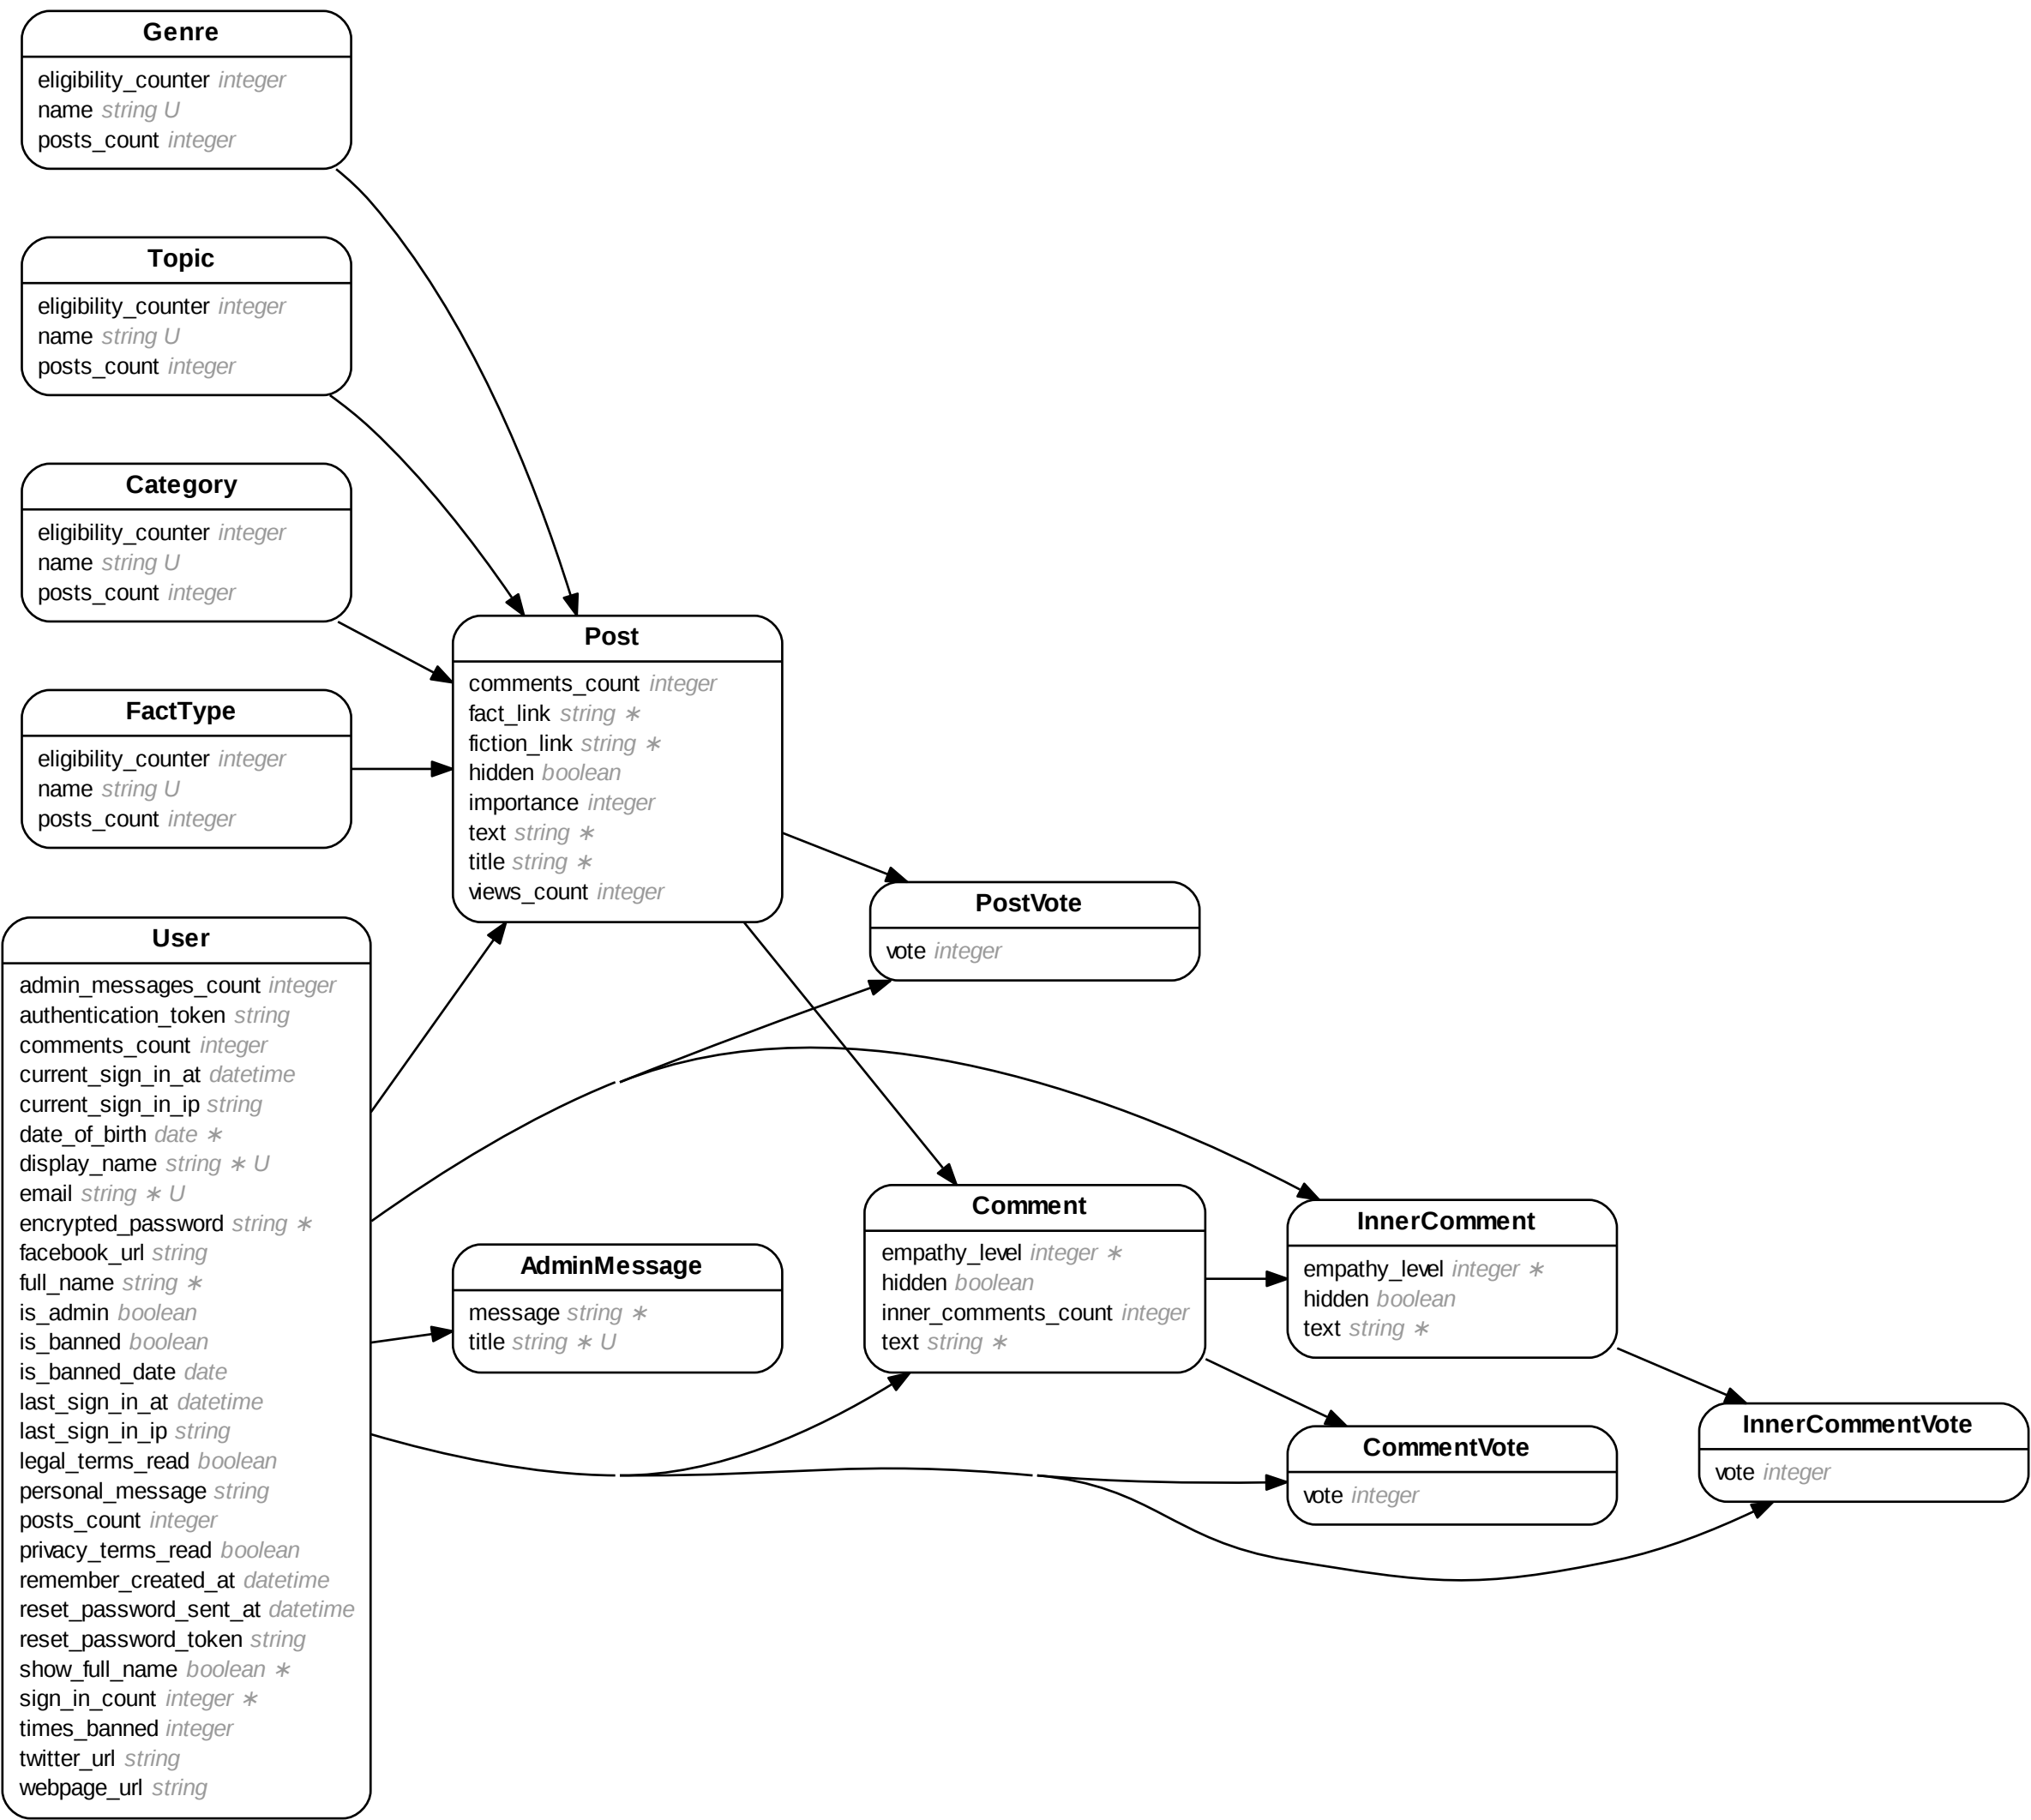 Genre
eligibility_counter integer
name string U
posts_count integer
Topic
eligibility_counter integer
name string U
posts_count integer
Category
eligibility_counter integer
name string U
posts_count integer
FactType
eligibility_counter integer
name string U
posts_count integer
User
admin_messages_count integer
authentication_token string
comments_count integer
current_sign_in_at datetime
current_sign_in_ip string
date_of_birth date ∗
display_name string ∗ U
email string ∗ U
encrypted_password string ∗
facebook_url string
full_name string ∗
is_admin boolean
is_banned boolean
is_banned_date date
last_sign_in_at datetime
last_sign_in_ip string
legal_terms_read boolean
personal_message string
posts_count integer
privacy_terms_read boolean
remember_created_at datetime
reset_password_sent_at datetime
reset_password_token string
show_full_name boolean ∗
sign_in_count integer ∗
times_banned integer
twitter_url string
webpage_url string
Post
comments_count integer
fact_link string ∗
fiction_link string ∗
hidden boolean
importance integer
text string ∗
title string ∗
views_count integer
AdminMessage
message string ∗
title string ∗ U
PostVote
vote integer
Comment
empathy_level integer ∗
hidden boolean
inner_comments_count integer
text string ∗
InnerComment
empathy_level integer ∗
hidden boolean
text string ∗
CommentVote
vote integer
InnerCommentVote
vote integer